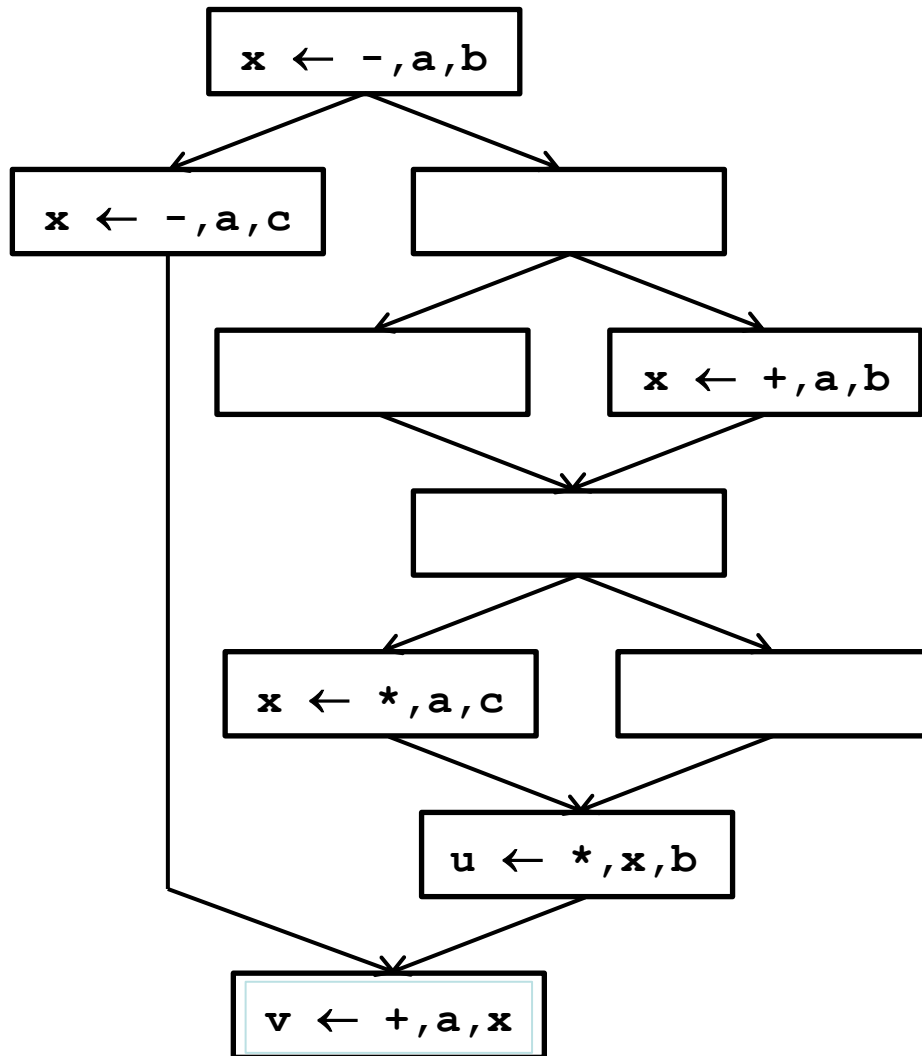 x ← -,a,b
x ← -,a,c
x ← +,a,b
x ← *,a,c
u ← *,x,b
v ← +,a,x